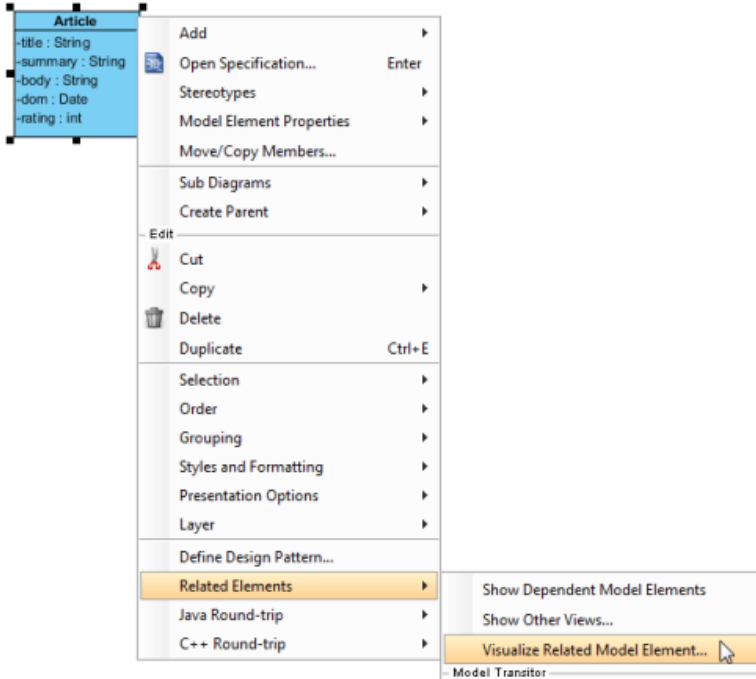 Article
-title : String
-summary : String
-body : String
-dom : Date
-rating : int
Add
Open Specification... Enter
Stereotypes
Model Element Properties
Move/Copy Members...
Sub Diagrams
Create Parent
Edit
Cut
Copy
Delete
Duplicate Ctrl+E
Selection
Order
Grouping
Styles and Formatting
Presentation Options
Layer
Define Design Pattern...
Related Elements
Java Round-trip
C++ Round-trip
Show Dependent Model Elements
Show Other Views...
Visualize Related Model Element...
Model Transitor